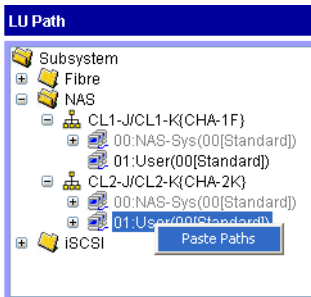 LU Path
Subsystem
Fibre
NAS
CL1-J/CL1-K(CHA-1F)
00:NAS-Sys(00[Standard])
01:User(00[Standard])
CL2-J/CL2-K(CHA-2K)
00:NAS-Sys(00[Standard])
01:User(00[Standard])
Paste Paths
iSCSI